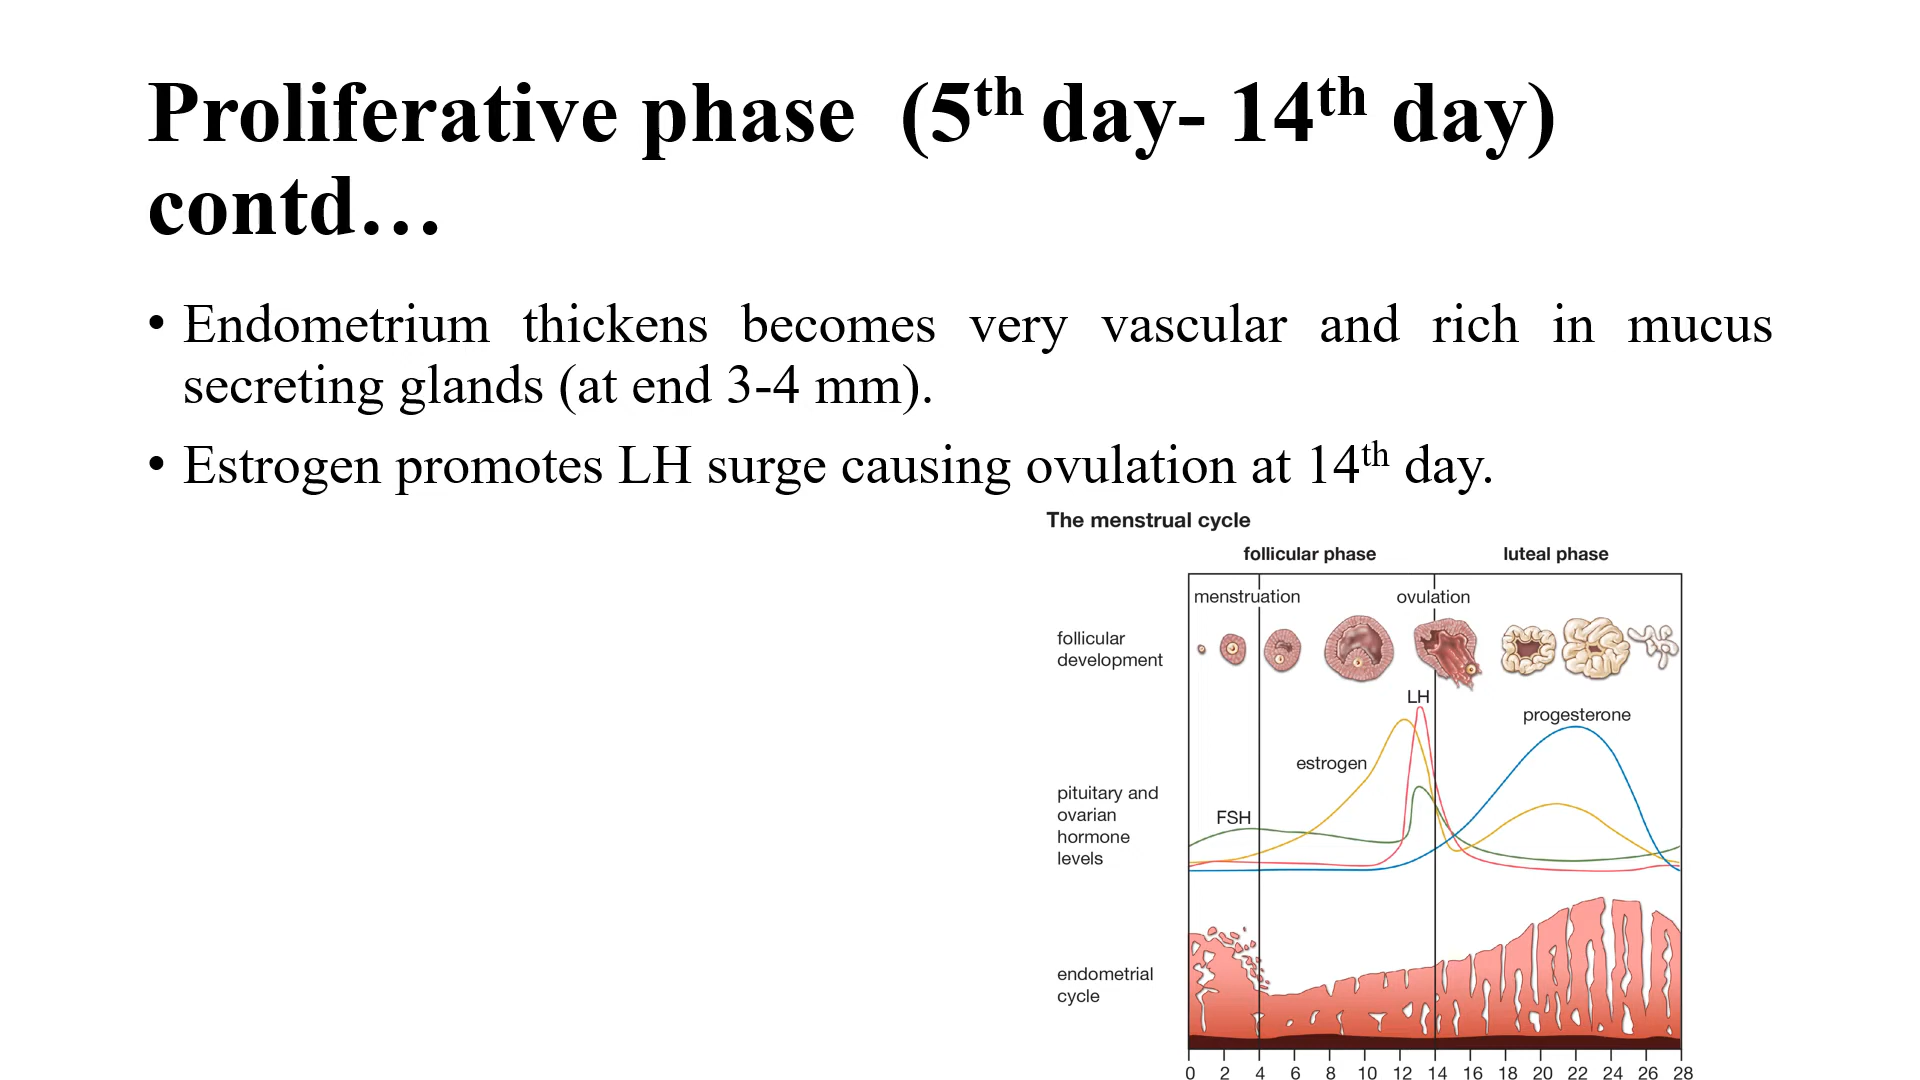 Proliferative phase (5th day- 14th day)
contd…
• Endometrium thickens becomes very vascular and rich in mucus
secreting glands (at end 3-4 mm).
• Estrogen promotes LH surge causing ovulation at 14th day.
The menstrual cycle
follicular phase
luteal phase
menstruation
ovulation
follicular
development
LH
progesterone
estrogen
pituitary and
ovarian
hormone
levels
FSH
endometrial
cycle
0 2 4 6 8 10 12 14 16 18 20 22 24 26 28